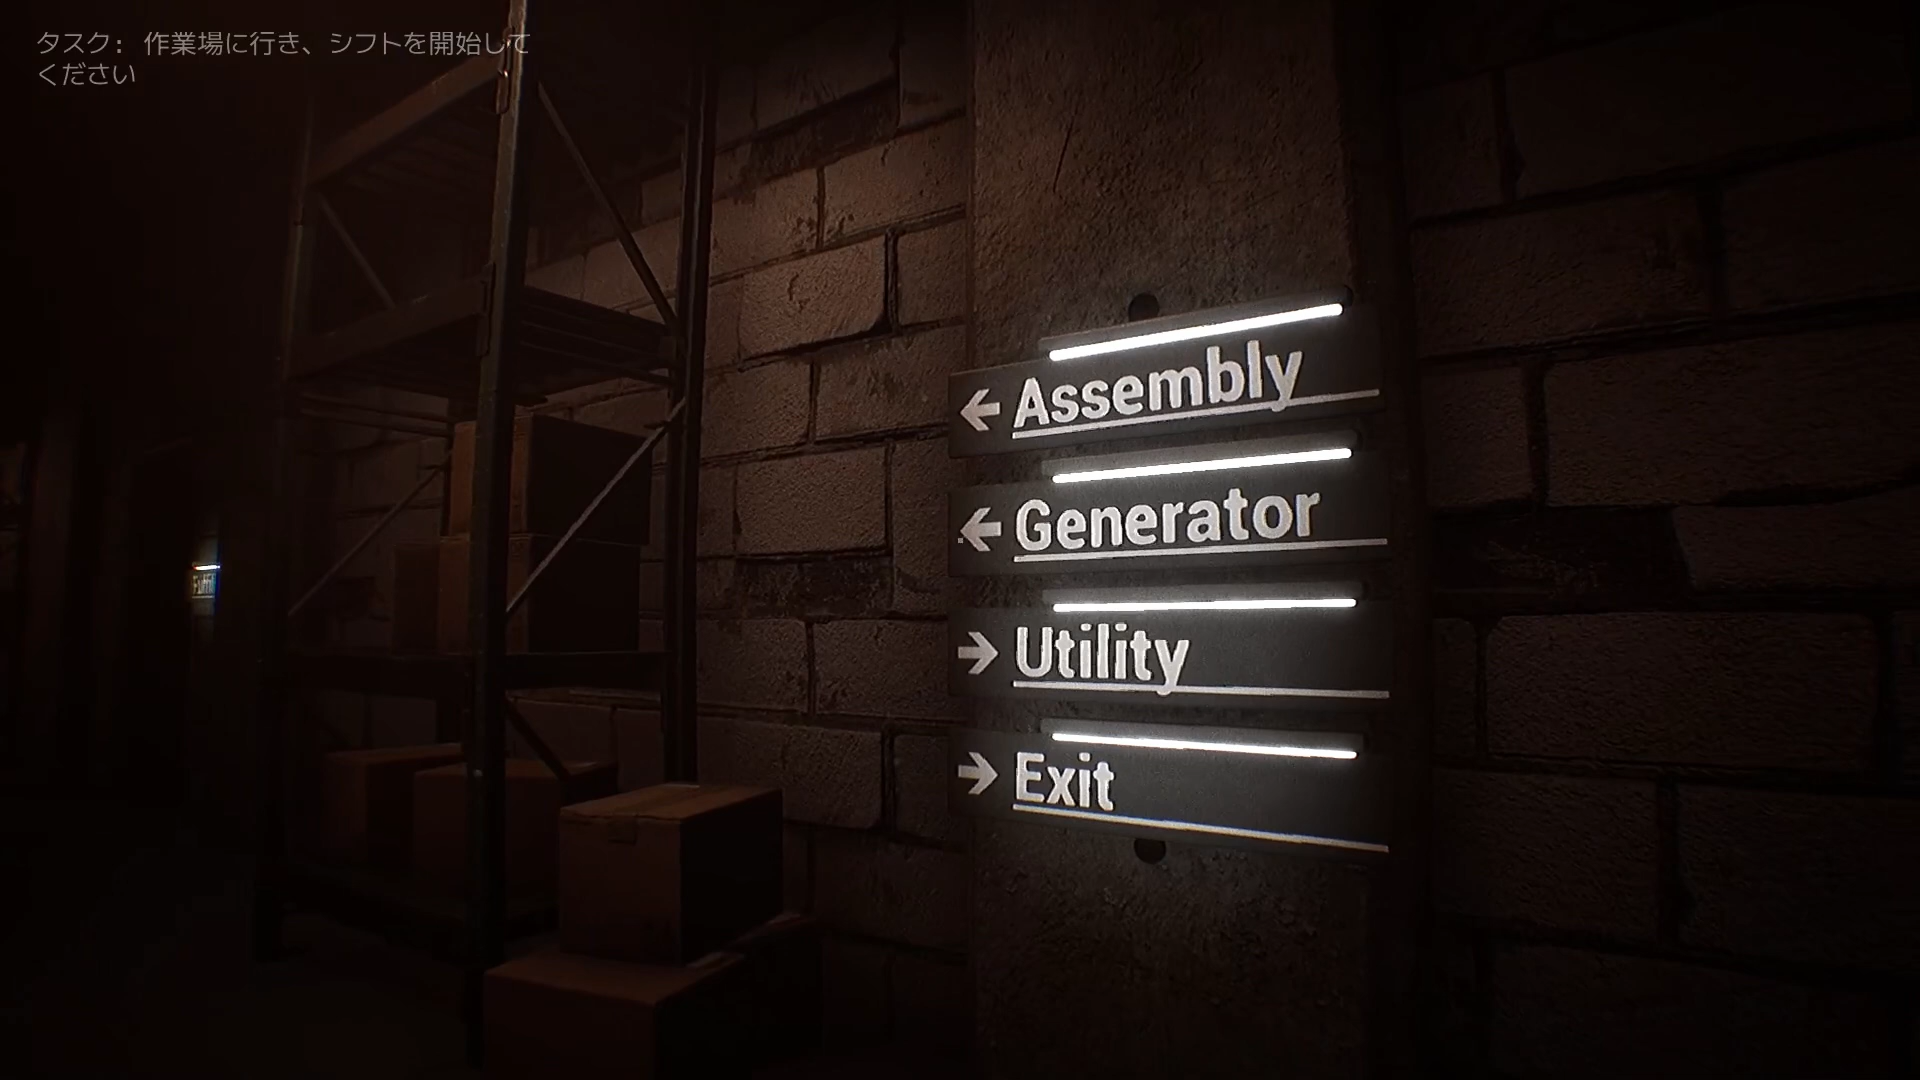 タスク: 作業場に行き、シフトを開始して
ください
← Assembly
← Generator
→ Utility
→ Exit